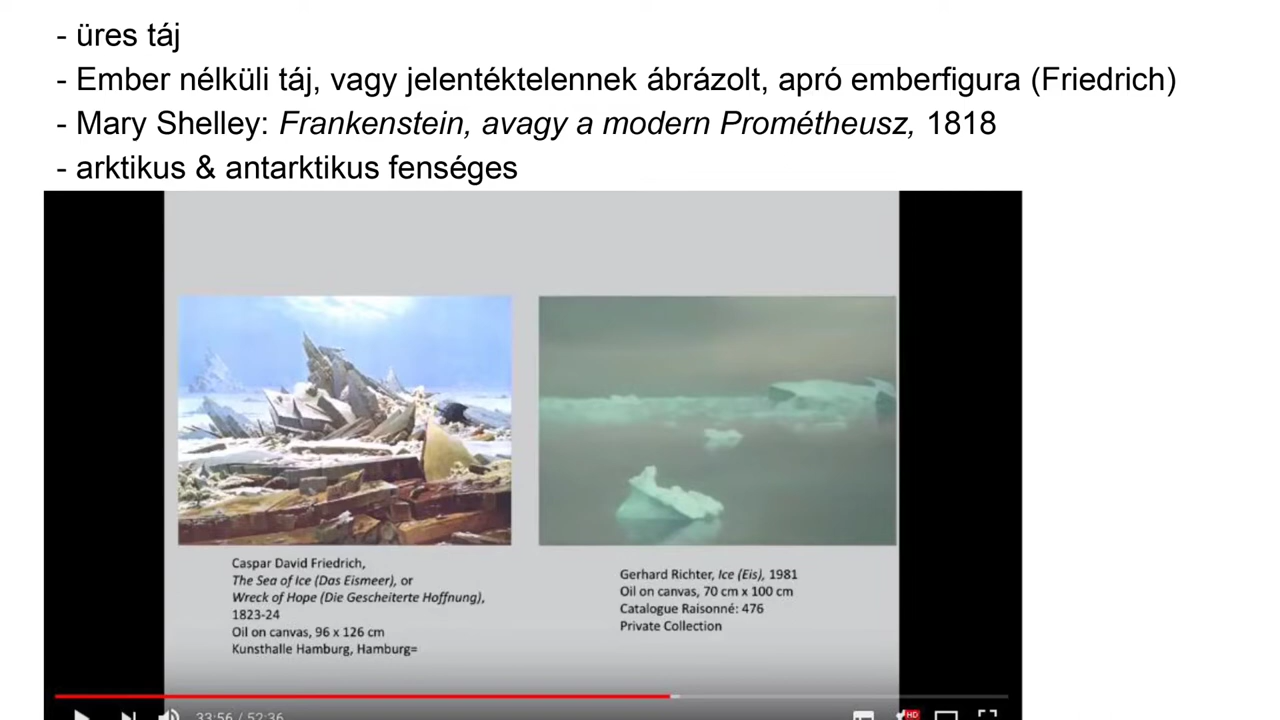 - üres táj
- Ember nélküli táj, vagy jelentéktelennek ábrázolt, apró emberfigura (Friedrich)
- Mary Shelley: Frankenstein, avagy a modern Prométheusz, 1818
- arktikus & antarktikus fenséges
Caspar David Friedrich,
The Sea of Ice (Das Eismeer), or
Wreck of Hope (Die Gescheiterte Hoffnung),
1823-24
Oil on canvas, 96 x 126 cm
Kunsthalle Hamburg, Hamburg=
Gerhard Richter, Ice (Eis), 1981
Oil on canvas, 70 cm x 100 cm
Catalogue Raisonné: 476
Private Collection
33:56 / 52:36
HD